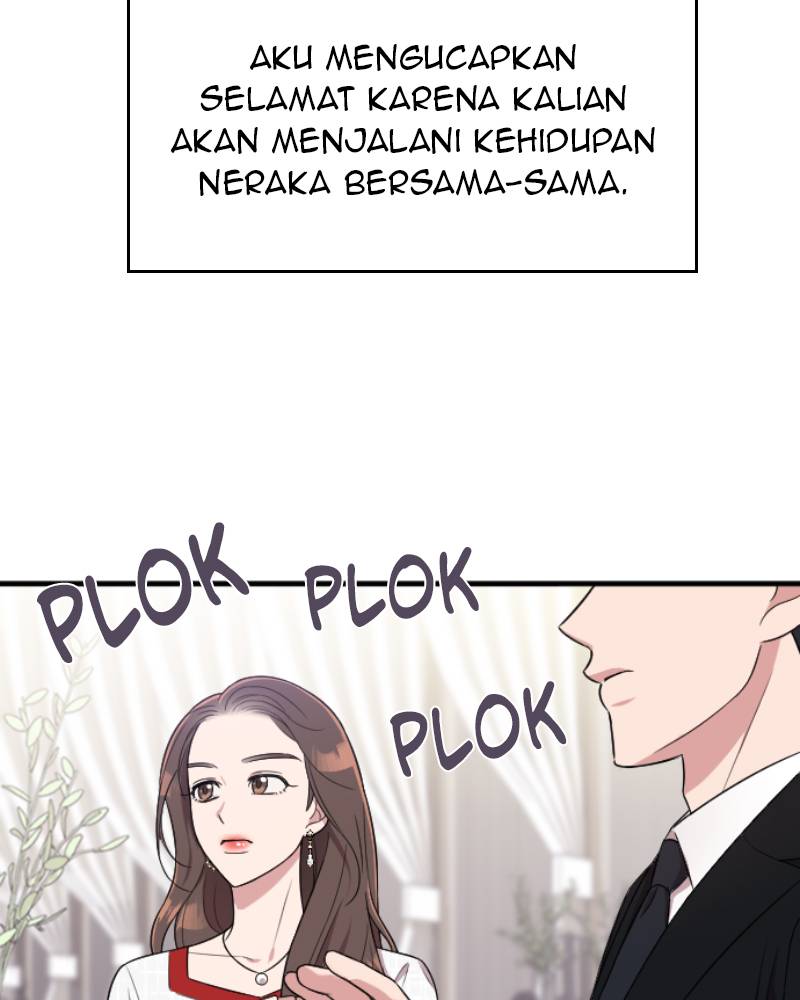 AKU MENGUCAPKAN
SELAMAT KARENA KALIAN
AKAN MENJALANI KEHIDUPAN
NERAKA BERSAMA-SAMA.
PLOK
PLOK
PLOK